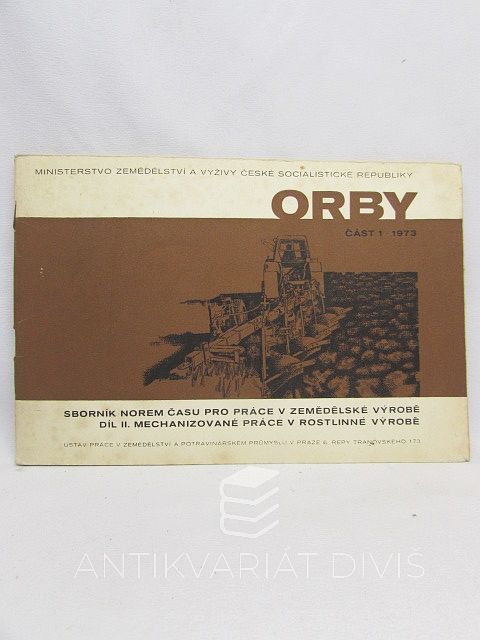 MINISTERSTVO ZEMĚDĚLSTVÍ A VÝŽIVY ČESKÉ SOCIALISTICKÉ REPUBLIKY
ORBY
ČÁST 1 · 1973
SBORNÍK NOREM ČASU PRO PRÁCE V ZEMĚDĚLSKÉ VÝROBĚ
DÍL II. MECHANIZOVANÉ PRÁCE V ROSTLINNÉ VÝROBĚ
ÚSTAV PRÁCE V ZEMĚDĚLSTVÍ A POTRAVINÁŘSKÉM PRŮMYSLU V PRAZE 6, ŘEPY TRANOVSKÉHO 173
ANTIKVARIÁT DIVIŠ